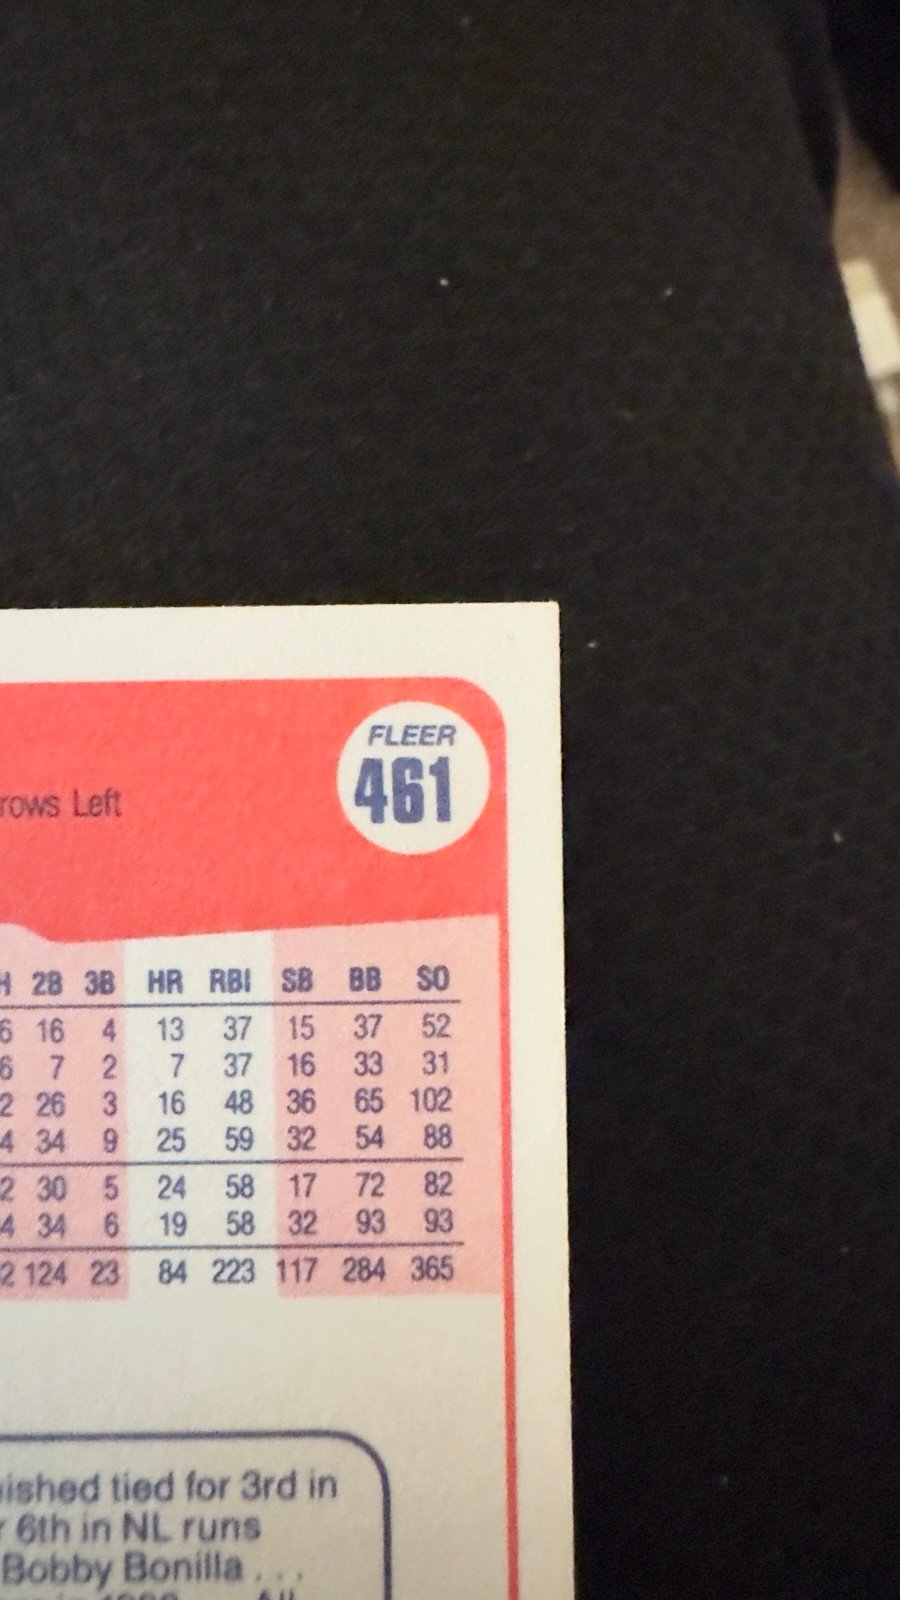 FLEER
461
rows Left
H 2B 3B HR RBI SB BB SO
6 16 4 13 37 15 37 52
6 7 2 7 37 16 33 31
2 26 3 16 48 36 65 102
4 34 9 25 59 32 54 88
2 30 5 24 58 17 72 82
4 34 6 19 58 32 93 93
2 124 23 84 223 117 284 365
ished tied for 3rd in
r 6th in NL runs
Bobby Bonilla . . .